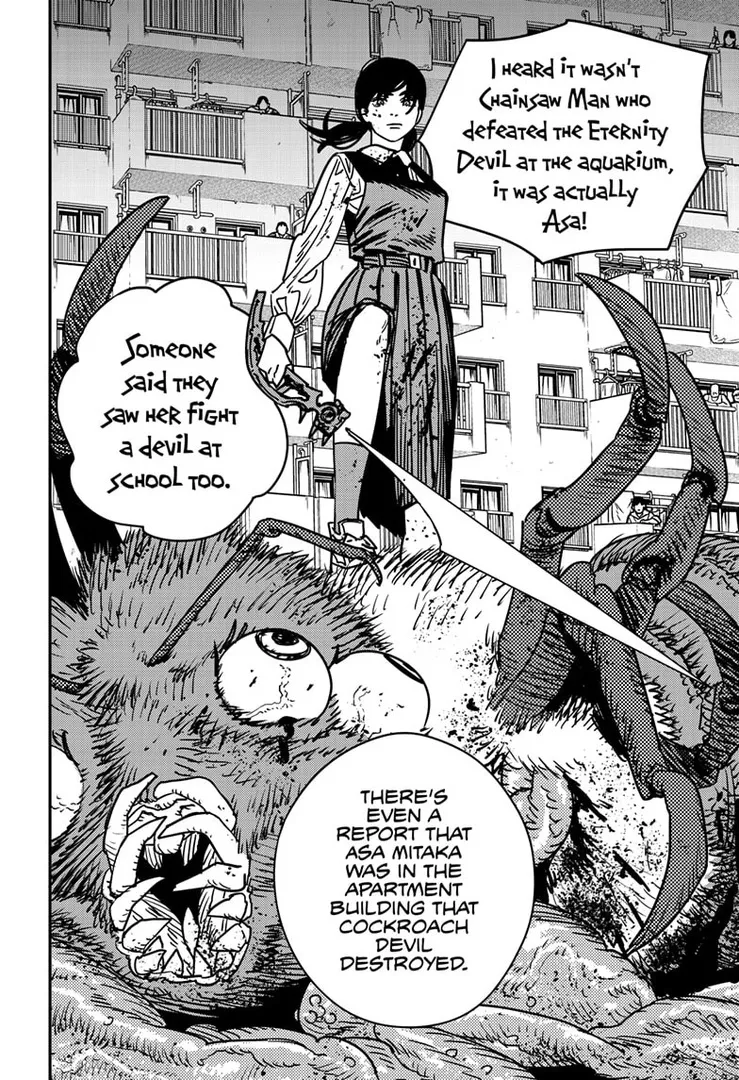 I heard it wasn't
Chainsaw Man who
defeated the Eternity
Devil at the aquarium,
it was actually
Asa!
Someone
said they
saw her fight
a devil at
school too.
THERE'S
EVEN A
REPORT THAT
ASA MITAKA
WAS IN THE
APARTMENT
BUILDING THAT
COCKROACH
DEVIL
DESTROYED.